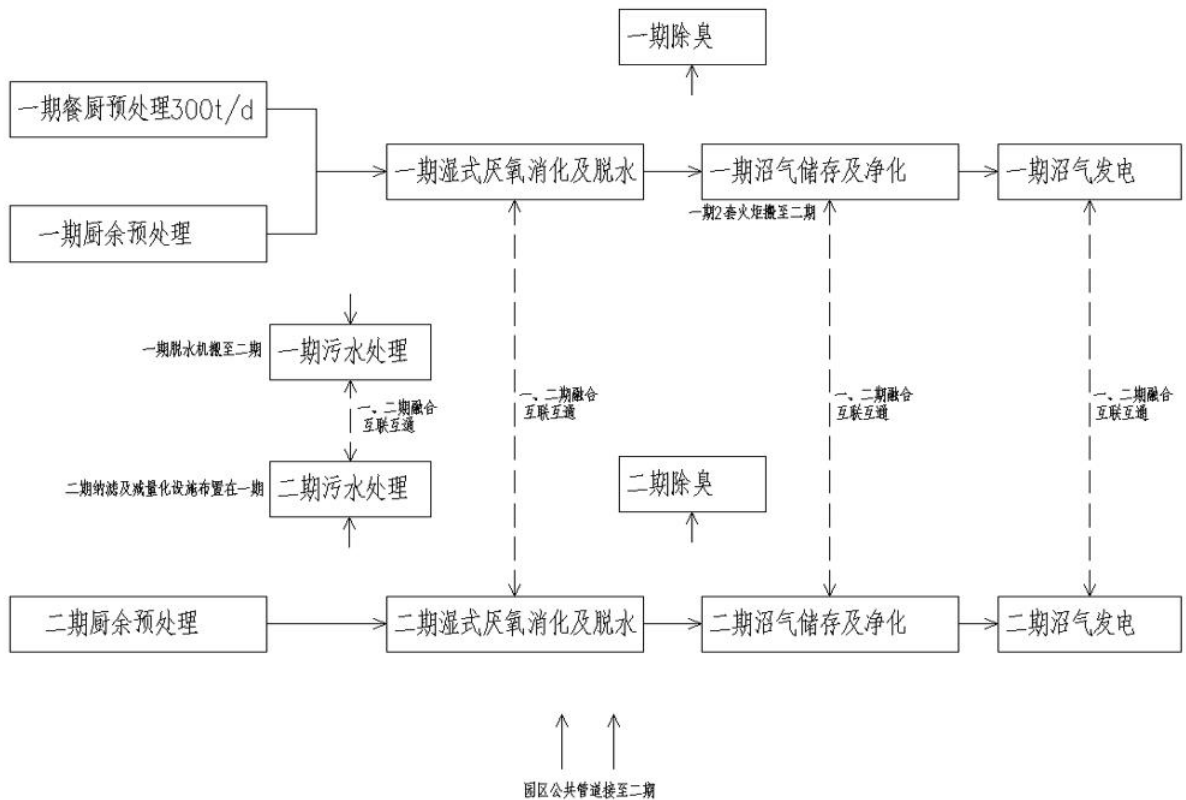 一期除臭
一期餐厨预处理300t/d
一期湿式厌氧消化及脱水
一期沼气储存及净化
一期沼气发电
一期2套火炬搬至二期
一期厨余预处理
一期脱水机搬至二期
一期污水处理
一、二期融合
互联互通
一、二期融合
互联互通
一、二期融合
互联互通
一、二期融合
互联互通
二期纳滤及减量化设施布置在一期
二期污水处理
二期除臭
二期厨余预处理
二期湿式厌氧消化及脱水
二期沼气储存及净化
二期沼气发电
园区公共管道接至二期